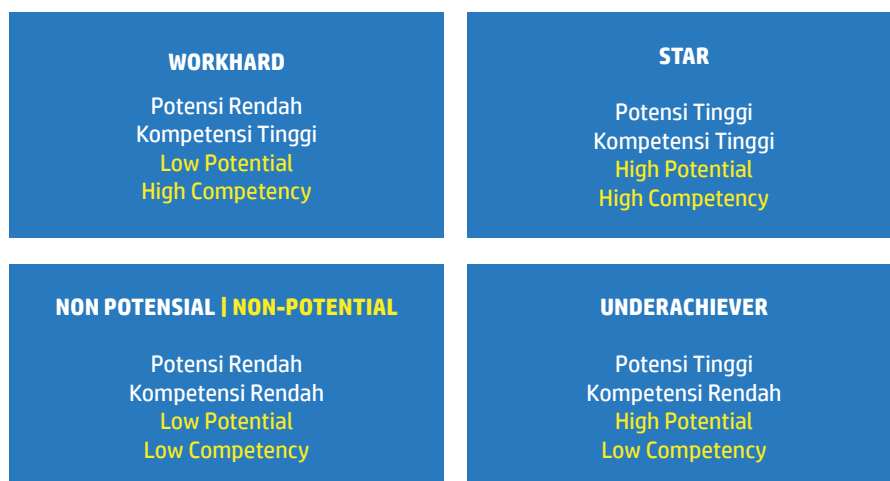 WORKHARD
Potensi Rendah
Kompetensi Tinggi
Low Potential
High Competency
STAR
Potensi Tinggi
Kompetensi Tinggi
High Potential
High Competency
NON POTENSIAL | NON-POTENTIAL
Potensi Rendah
Kompetensi Rendah
Low Potential
Low Competency
UNDERACHIEVER
Potensi Tinggi
Kompetensi Rendah
High Potential
Low Competency